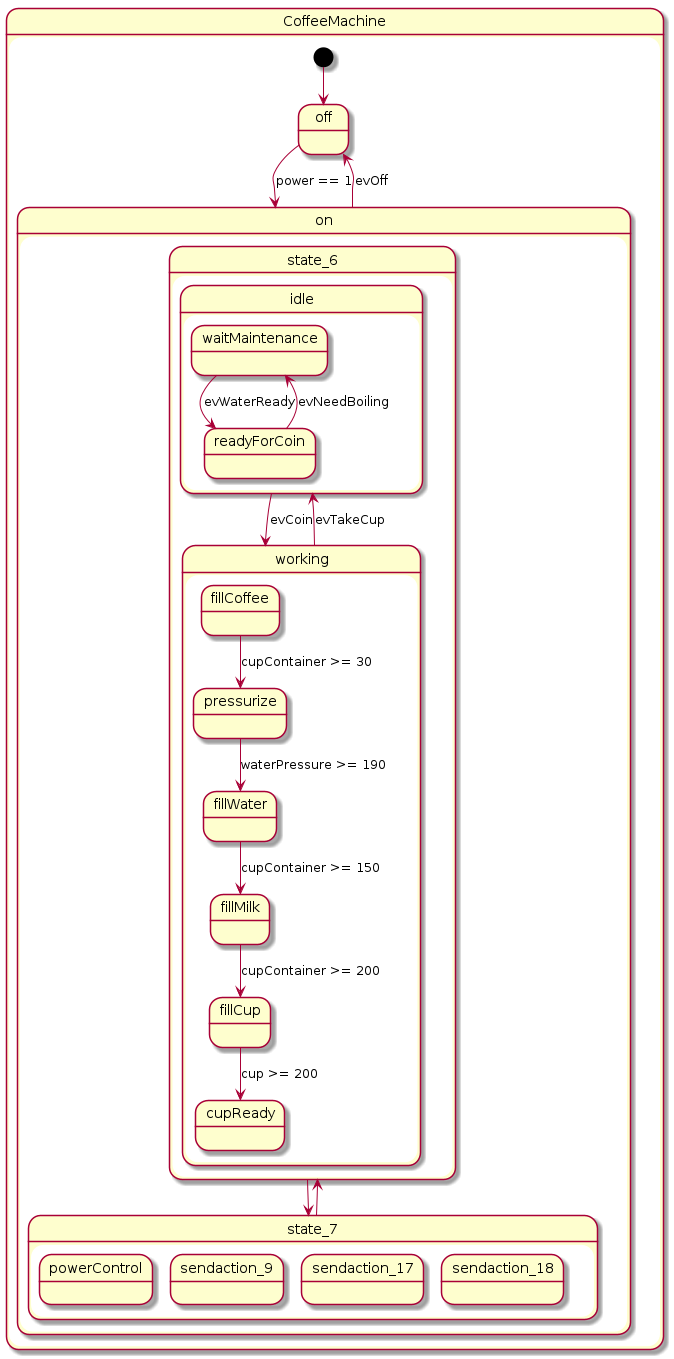 CoffeeMachine
off
power == 1
evOff
on
state_6
idle
waitMaintenance
evWaterReady
evNeedBoiling
readyForCoin
evCoin
evTakeCup
working
fillCoffee
cupContainer >= 30
pressurize
waterPressure >= 190
fillWater
cupContainer >= 150
fillMilk
cupContainer >= 200
fillCup
cup >= 200
cupReady
state_7
powerControl
sendaction_9
sendaction_17
sendaction_18